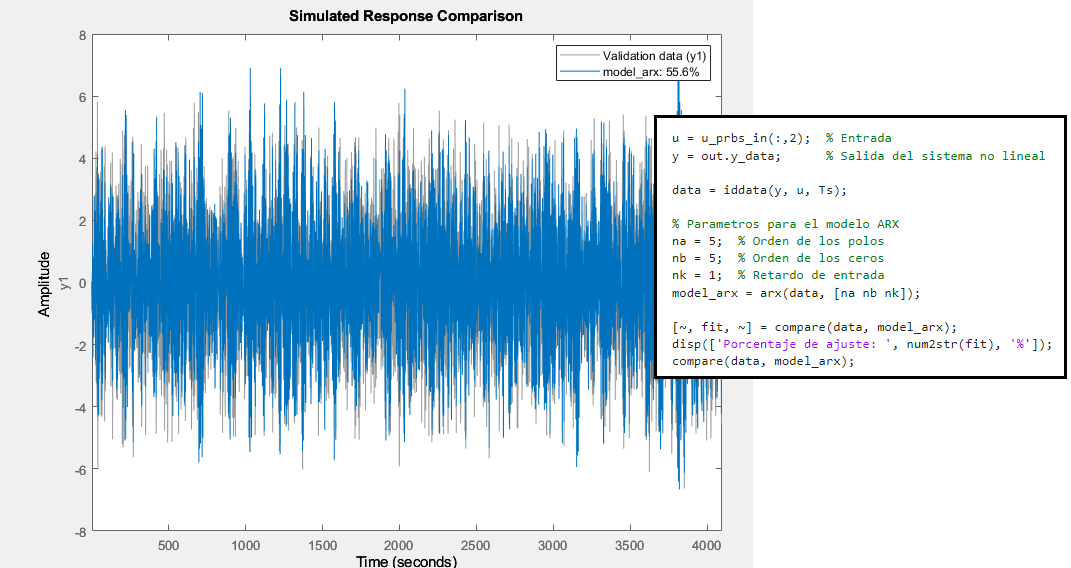 Simulated Response Comparison
Validation data (y1)
model_arx: 55.6%
8
6
4
2
0
-2
-4
-6
-8
Amplitude
y1
500
1000
1500
2000
2500
3000
3500
4000
Time (seconds)
u = u_prbs_in(:,2);  % Entrada
y = out.y_data;      % Salida del sistema no lineal
data = iddata(y, u, Ts);
% Parametros para el modelo ARX
na = 5;  % Orden de los polos
nb = 5;  % Orden de los ceros
nk = 1;  % Retardo de entrada
model_arx = arx(data, [na nb nk]);
[~, fit, ~] = compare(data, model_arx);
disp(['Porcentaje de ajuste: ', num2str(fit), '%']);
compare(data, model_arx);